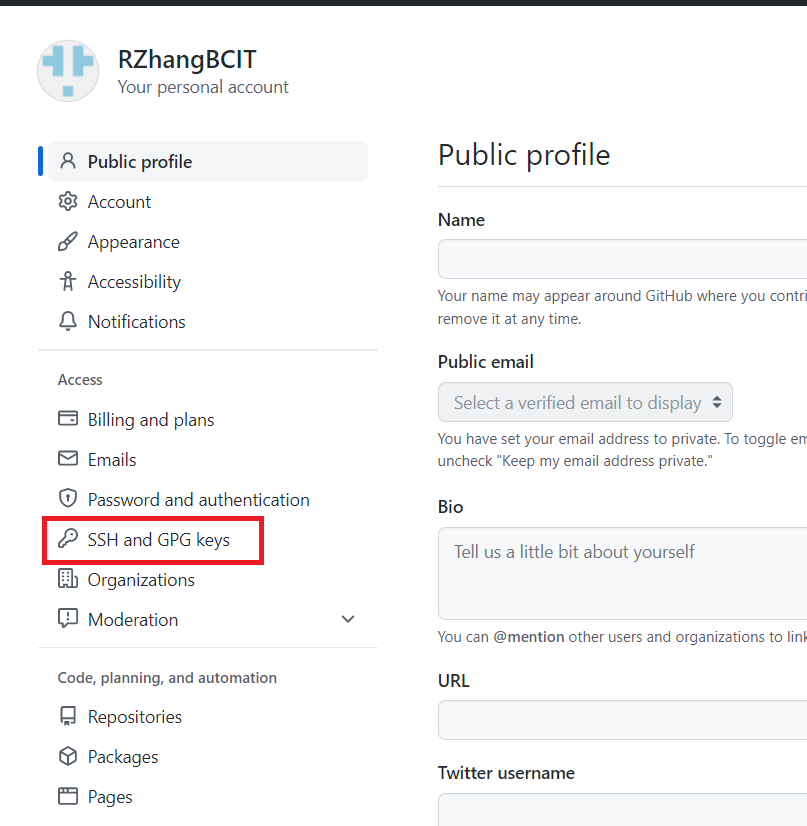 RZhangBCIT
Your personal account
Public profile
Account
Appearance
Accessibility
Notifications
Access
Billing and plans
Emails
Password and authentication
SSH and GPG keys
Organizations
Moderation
Code, planning, and automation
Repositories
Packages
Pages
Public profile
Name
Your name may appear around GitHub where you contri
remove it at any time.
Public email
Select a verified email to display
You have set your email address to private. To toggle em
uncheck "Keep my email address private."
Bio
Tell us a little bit about yourself
You can @mention other users and organizations to link
URL
Twitter username